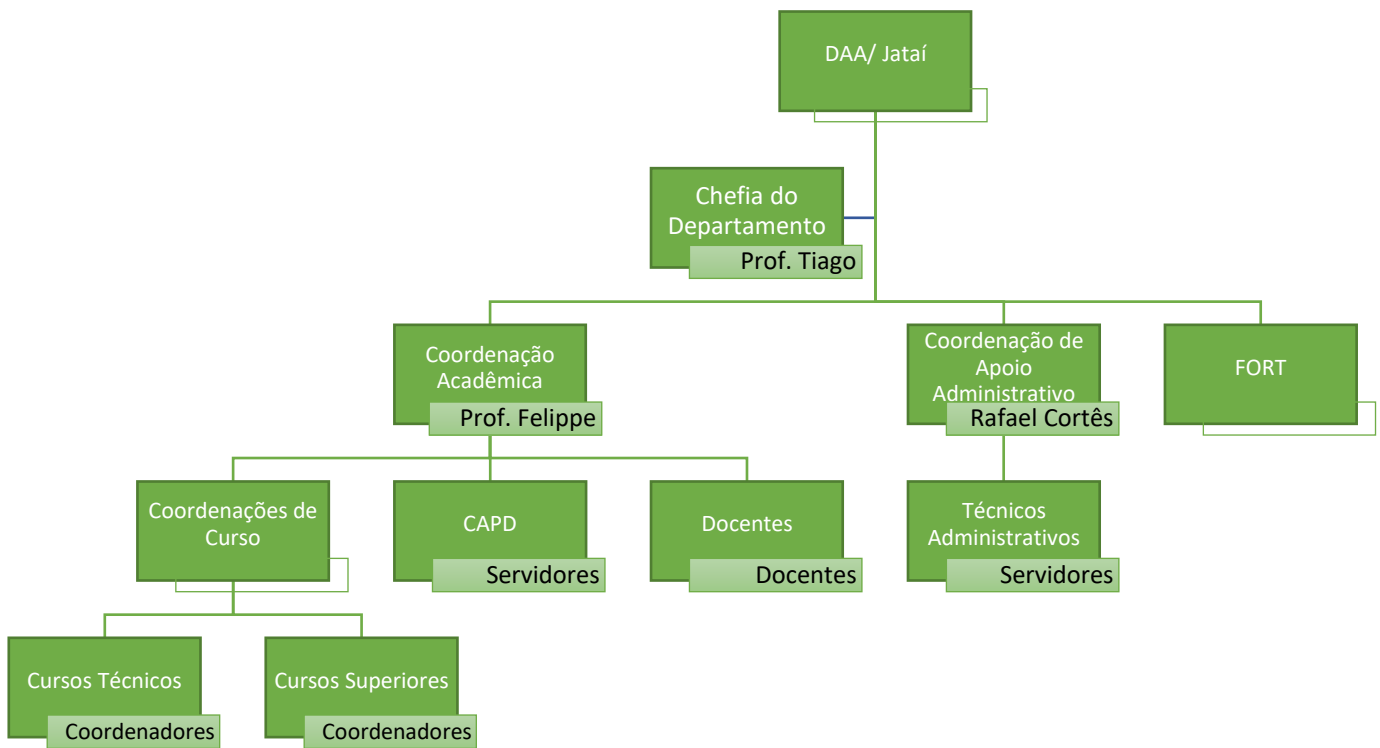 DAA/ Jataí
Chefia do
Departamento
Prof. Tiago
Coordenação
Acadêmica
Prof. Felippe
Coordenação de
Apoio
Administrativo
Rafael Cortês
FORT
Coordenações de
Curso
CAPD
Servidores
Docentes
Docentes
Técnicos
Administrativos
Servidores
Cursos Técnicos
Coordenadores
Cursos Superiores
Coordenadores